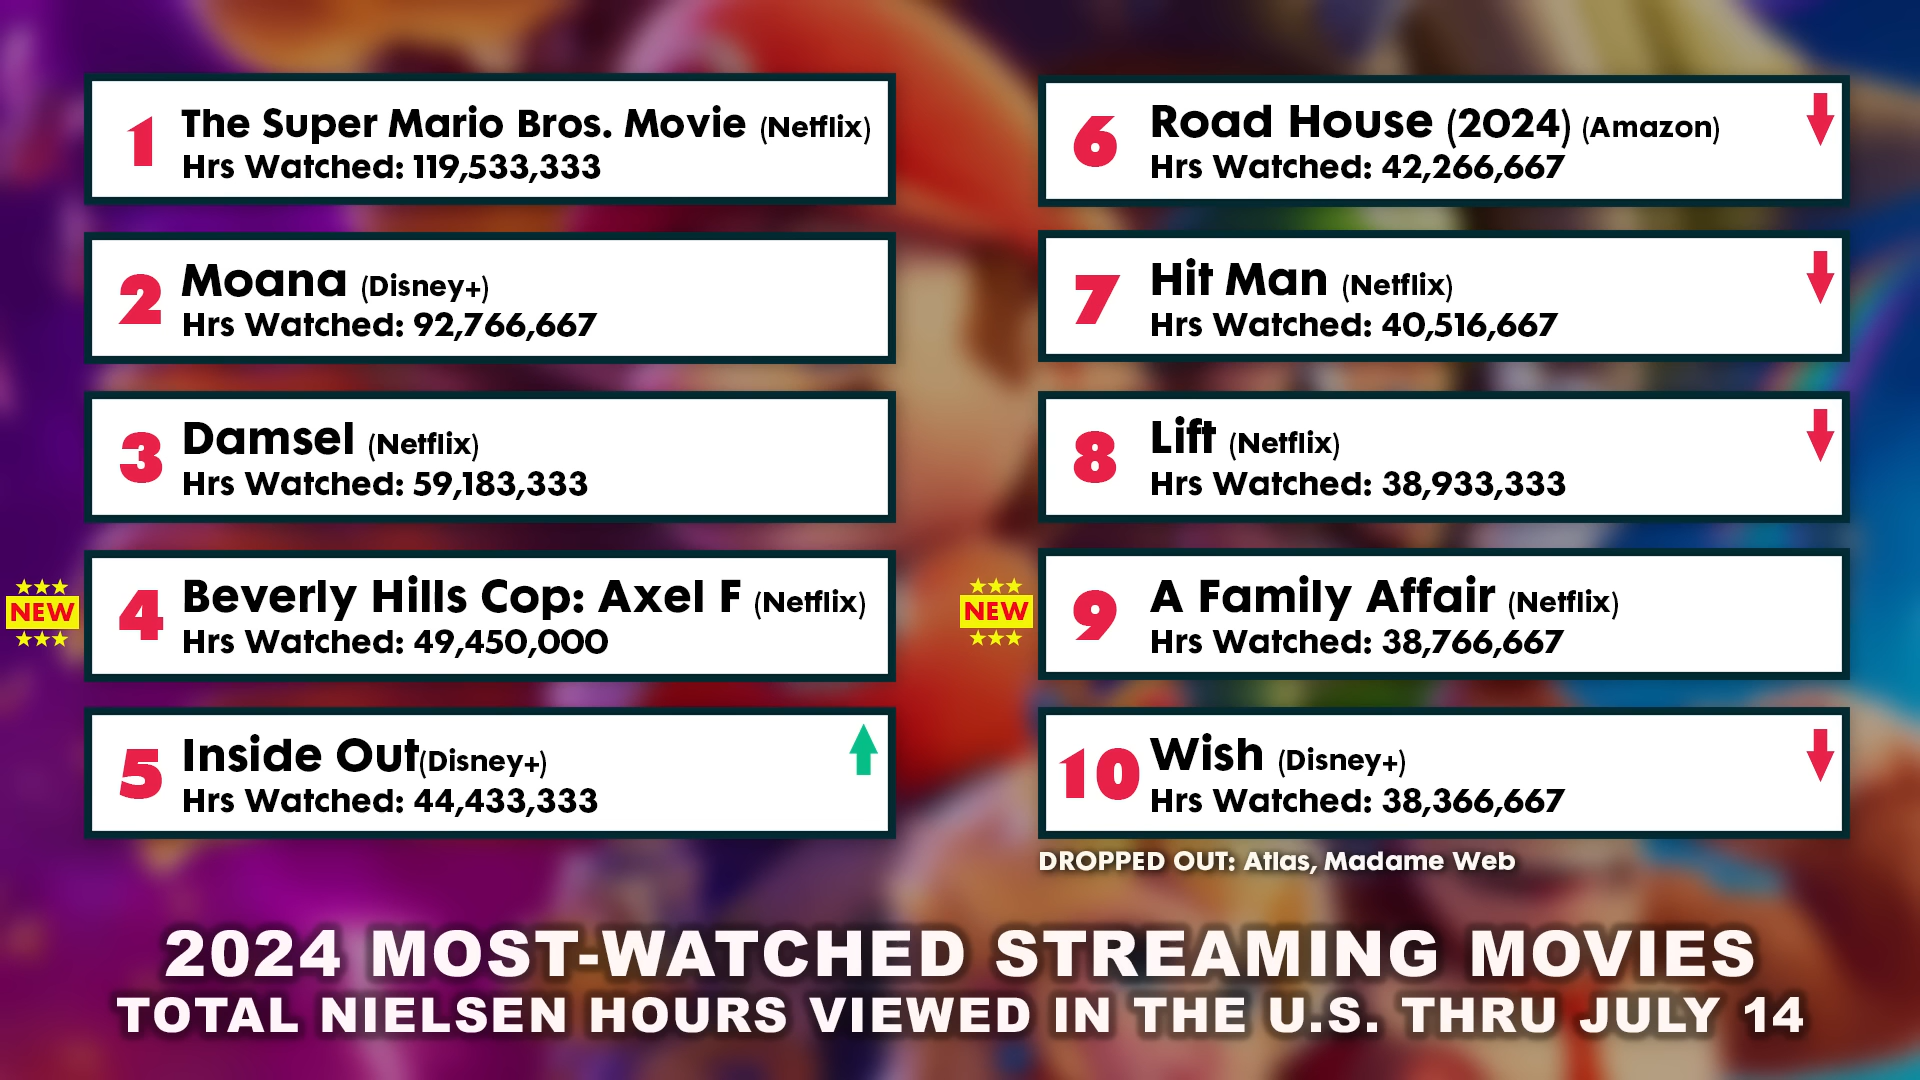 1
The Super Mario Bros. Movie (Netflix)
Hrs Watched: 119,533,333
2
Moana (Disney+)
Hrs Watched: 92,766,667
3
Damsel (Netflix)
Hrs Watched: 59,183,333
NEW
4
Beverly Hills Cop: Axel F (Netflix)
Hrs Watched: 49,450,000
5
Inside Out(Disney+)
Hrs Watched: 44,433,333
6
Road House (2024) (Amazon)
Hrs Watched: 42,266,667
7
Hit Man (Netflix)
Hrs Watched: 40,516,667
8
Lift (Netflix)
Hrs Watched: 38,933,333
NEW
9
A Family Affair (Netflix)
Hrs Watched: 38,766,667
10
Wish (Disney+)
Hrs Watched: 38,366,667
DROPPED OUT: Atlas, Madame Web
2024 MOST-WATCHED STREAMING MOVIES
TOTAL NIELSEN HOURS VIEWED IN THE U.S. THRU JULY 14